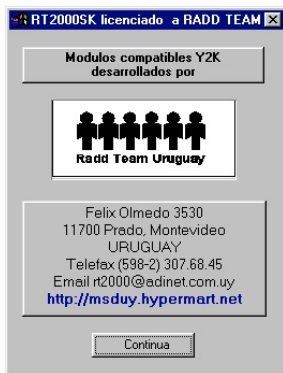 RT2000SK licenciado a RADD TEAM
Modulos compatibles Y2K
desarrollados por
Radd Team Uruguay
Felix Olmedo 3530
11700 Prado, Montevideo
URUGUAY
Telefax (598-2) 307.68.45
Email rt2000@adinet.com.uy
http://msduy.hypermart.net
Continua